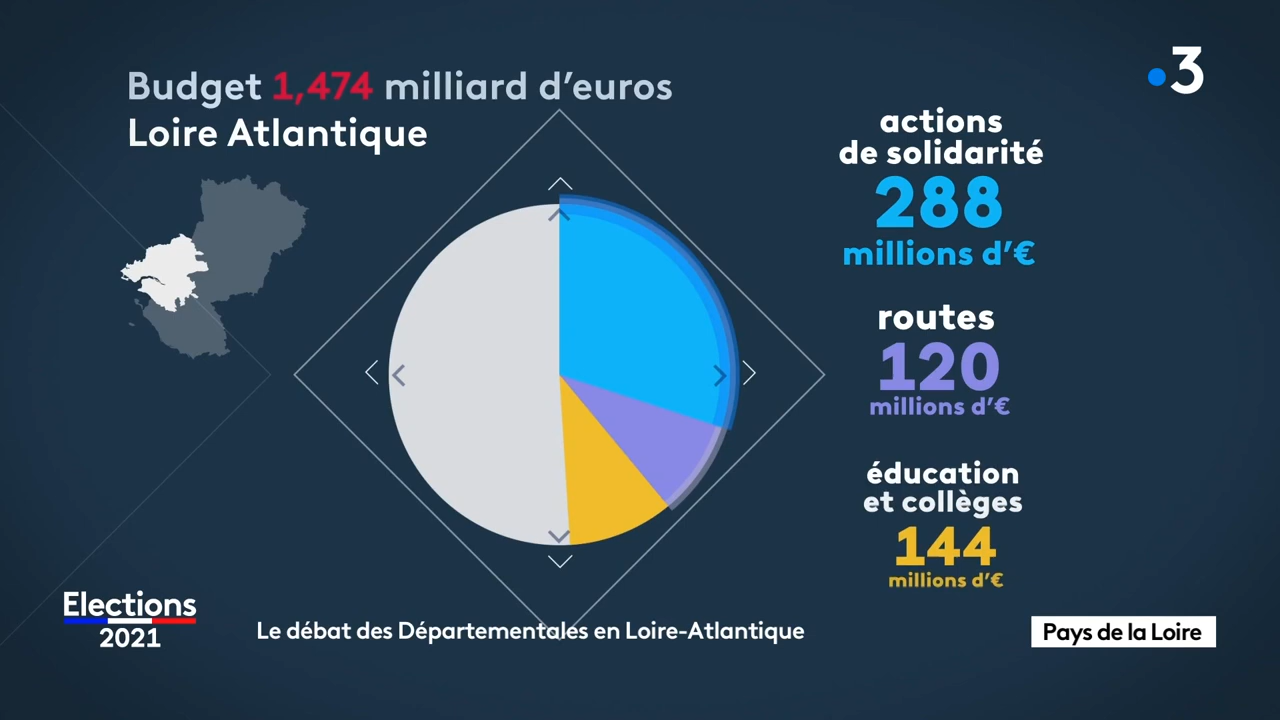 Budget 1,474 milliard d’euros
Loire Atlantique
3
actions
de solidarité
288
millions d’€
routes
120
millions d’€
éducation
et collèges
144
millions d’€
Elections
2021
Le débat des Départementales en Loire-Atlantique
Pays de la Loire